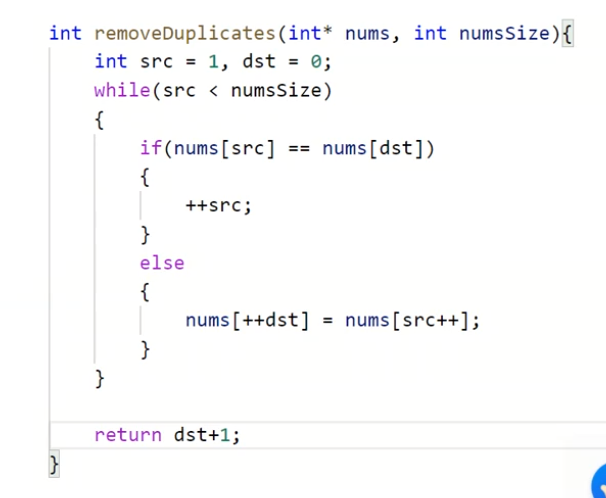 int removeDuplicates(int* nums, int numsSize){
    int src = 1, dst = 0;
    while(src < numsSize)
    {
        if(nums[src] == nums[dst])
        {
            ++src;
        }
        else
        {
            nums[++dst] = nums[src++];
        }
    }

    return dst+1;
}